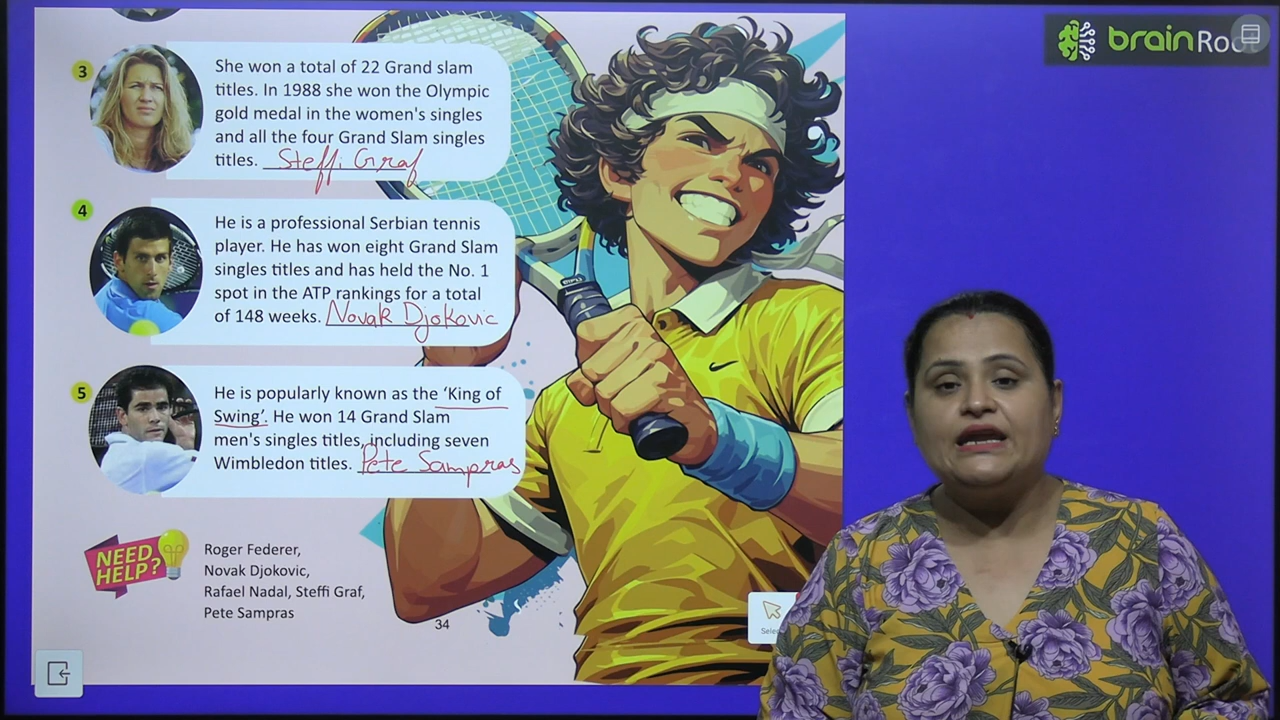 brainRo
3
She won a total of 22 Grand slam
titles. In 1988 she won the Olympic
gold medal in the women's singles
and all the four Grand Slam singles
titles. Steffi Graf
4
He is a professional Serbian tennis
player. He has won eight Grand Slam
singles titles and has held the No. 1
spot in the ATP rankings for a total
of 148 weeks. Novak Djokovic
5
He is popularly known as the ‘King of
Swing’. He won 14 Grand Slam
men's singles titles, including seven
Wimbledon titles. Pete Sampras
NEED
HELP?
Roger Federer,
Novak Djokovic,
Rafael Nadal, Steffi Graf,
Pete Sampras
34